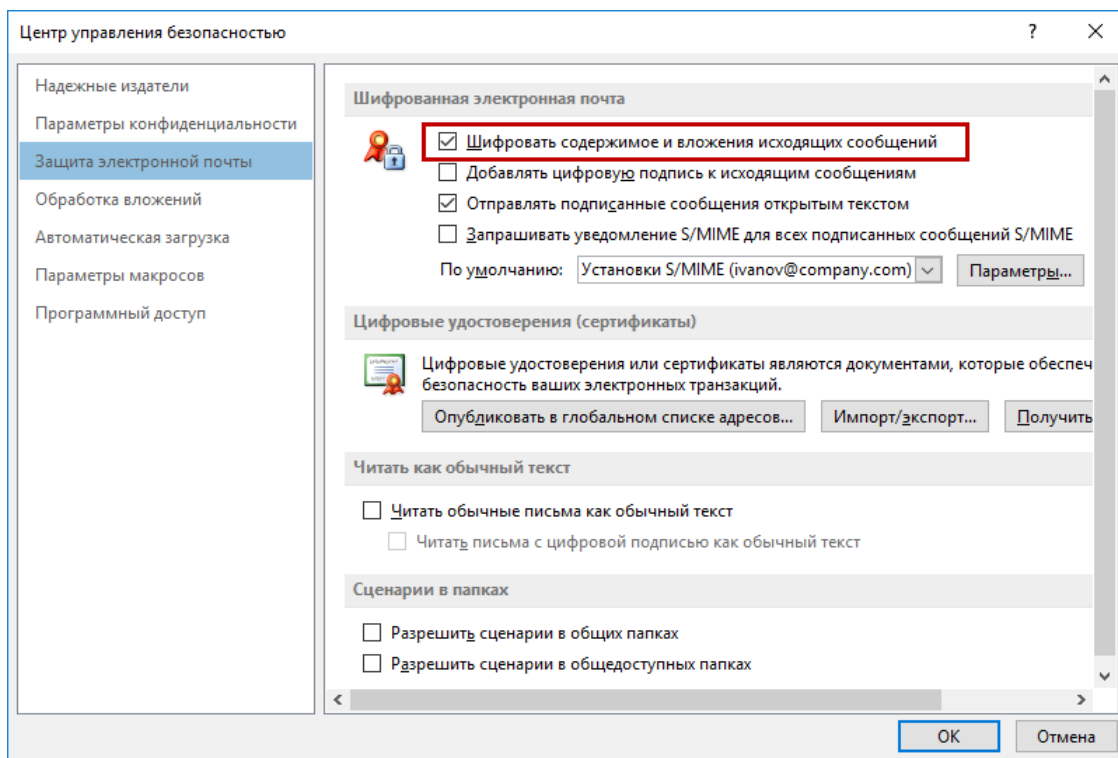 Центр управления безопасностью
Надежные издатели
Параметры конфиденциальности
Защита электронной почты
Обработка вложений
Автоматическая загрузка
Параметры макросов
Программный доступ
Шифрованная электронная почта
Шифровать содержимое и вложения исходящих сообщений
Добавлять цифровую подпись к исходящим сообщениям
Отправлять подписанные сообщения открытым текстом
Запрашивать уведомление S/MIME для всех подписанных сообщений S/MIME
По умолчанию: Установки S/MIME (ivanov@company.com) Параметры...
Цифровые удостоверения (сертификаты)
Цифровые удостоверения или сертификаты являются документами, которые обеспеч
безопасность ваших электронных транзакций.
Опубликовать в глобальном списке адресов... Импорт/экспорт... Получить
Читать как обычный текст
Читать обычные письма как обычный текст
Читать письма с цифровой подписью как обычный текст
Сценарии в папках
Разрешить сценарии в общих папках
Разрешить сценарии в общедоступных папках
ОК Отмена